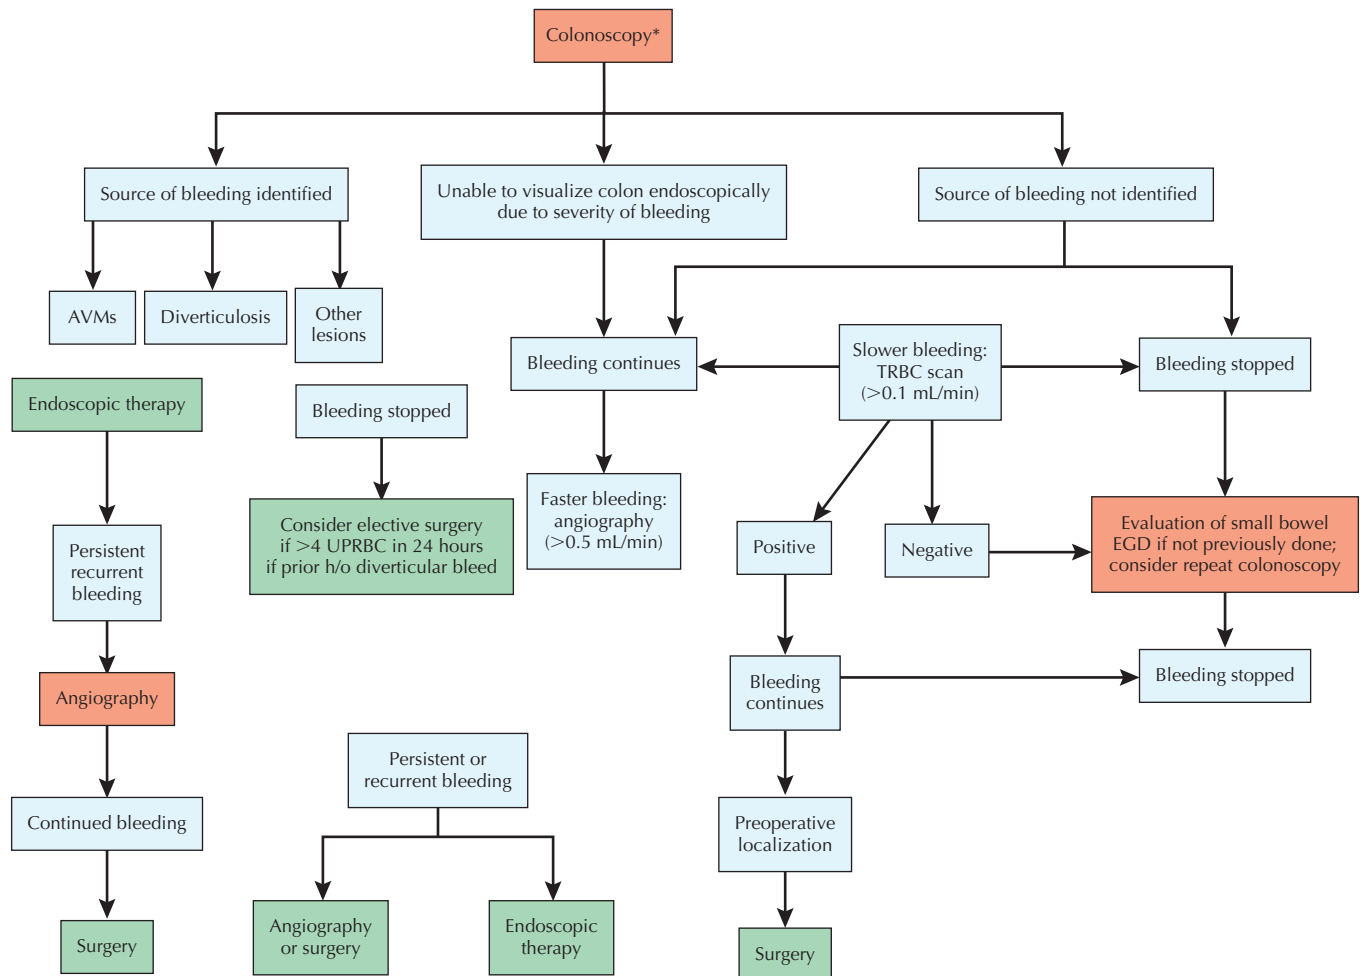 Colonoscopy*
Source of bleeding identified
Unable to visualize colon endoscopically
due to severity of bleeding
Source of bleeding not identified
AVMs
Diverticulosis
Other
lesions
Bleeding continues
Slower bleeding:
TRBC scan
(>0.1 mL/min)
Bleeding stopped
Endoscopic therapy
Bleeding stopped
Faster bleeding:
angiography
(>0.5 mL/min)
Consider elective surgery
if >4 UPRBC in 24 hours
if prior h/o diverticular bleed
Positive
Negative
Evaluation of small bowel
EGD if not previously done;
consider repeat colonoscopy
Persistent
recurrent
bleeding
Bleeding
continues
Bleeding stopped
Angiography
Persistent or
recurrent bleeding
Continued bleeding
Preoperative
localization
Surgery
Angiography
or surgery
Endoscopic
therapy
Surgery